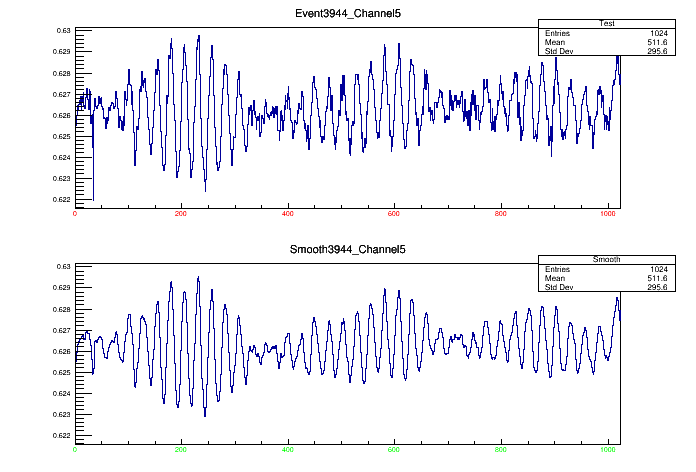 Event3944_Channel5
Test
Entries 1024
Mean 511.6
Std Dev 295.6
0.63
0.629
0.628
0.627
0.626
0.625
0.624
0.623
0.622
0 200 400 600 800 1000
Smooth3944_Channel5
Smooth
Entries 1024
Mean 511.6
Std Dev 295.6
0.63
0.629
0.628
0.627
0.626
0.625
0.624
0.623
0.622
0 200 400 600 800 1000